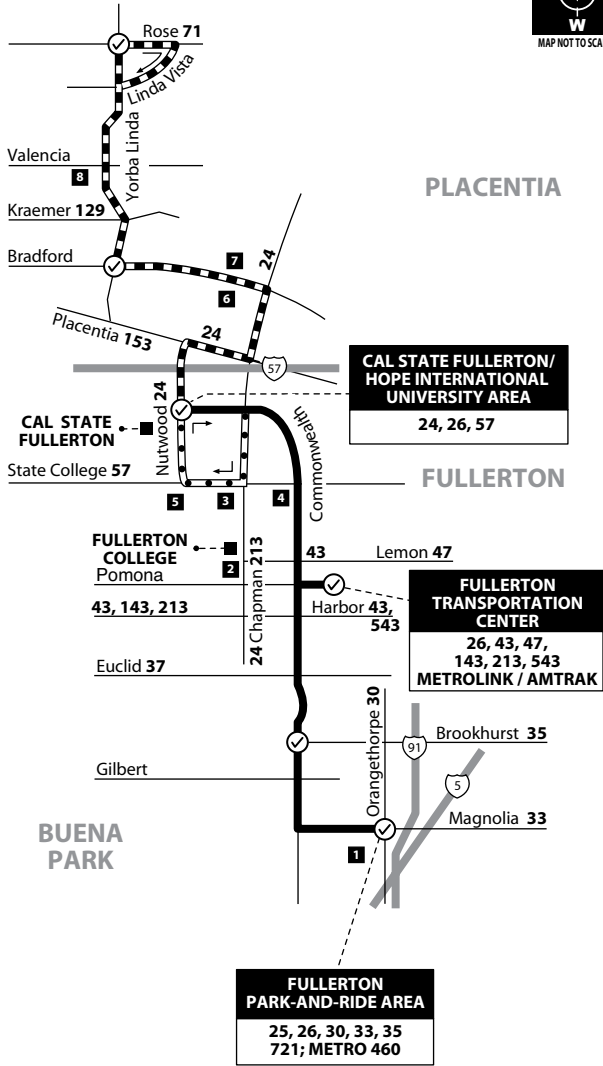 W
MAP NOT TO SCA
Rose 71
Linda Vista
Yorba Linda
Valencia
8
PLACENTIA
Kraemer 129
Bradford
7
24
6
Placentia 153
24
57
CAL STATE FULLERTON/
HOPE INTERNATIONAL
UNIVERSITY AREA
24, 26, 57
Nutwood 24
CAL STATE
FULLERTON
Commonwealth
State College 57
FULLERTON
5
3
4
FULLERTON
COLLEGE
2
24 Chapman 213
43
Lemon 47
Pomona
43, 143, 213
Harbor 43,
543
FULLERTON
TRANSPORTATION
CENTER
26, 43, 47,
143, 213, 543
METROLINK / AMTRAK
Euclid 37
Orangethorpe 30
Brookhurst 35
91
Gilbert
5
Magnolia 33
BUENA
PARK
1
FULLERTON
PARK-AND-RIDE AREA
25, 26, 30, 33, 35
721; METRO 460